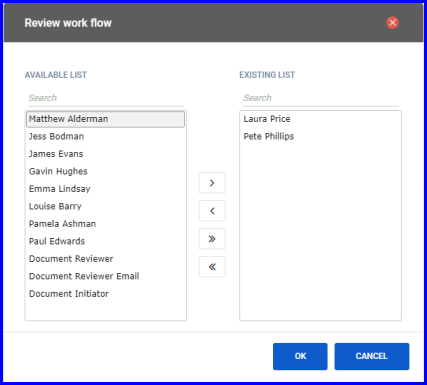 Review work flow
AVAILABLE LIST
Search
Matthew Alderman
Jess Bodman
James Evans
Gavin Hughes
Emma Lindsay
Louise Barry
Pamela Ashman
Paul Edwards
Document Reviewer
Document Reviewer Email
Document Initiator
>
<
»
«
EXISTING LIST
Search
Laura Price
Pete Phillips
OK
CANCEL